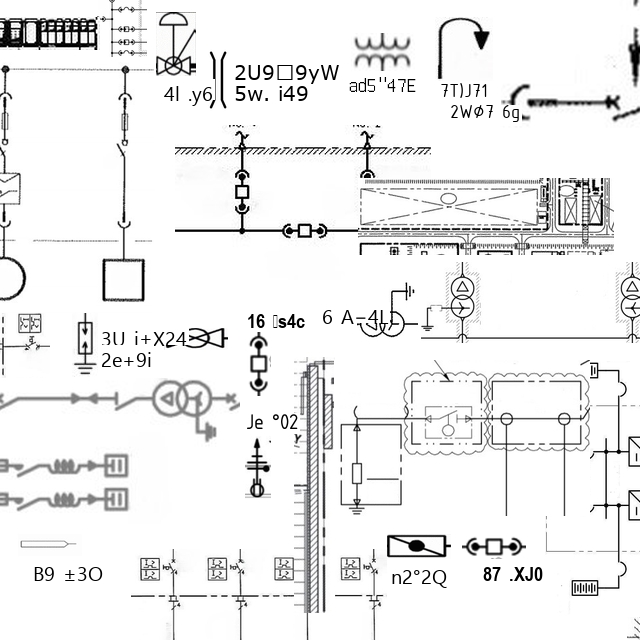 4l .y6
2U9□9yW
5w. i49
ad5"47E
7T)J71
2WØ7 6g
3U i+X24
2e+9i
16 □s4c
6 A−4L
Je °02
B9 ±3O
n2°2Q
87 .XJ0